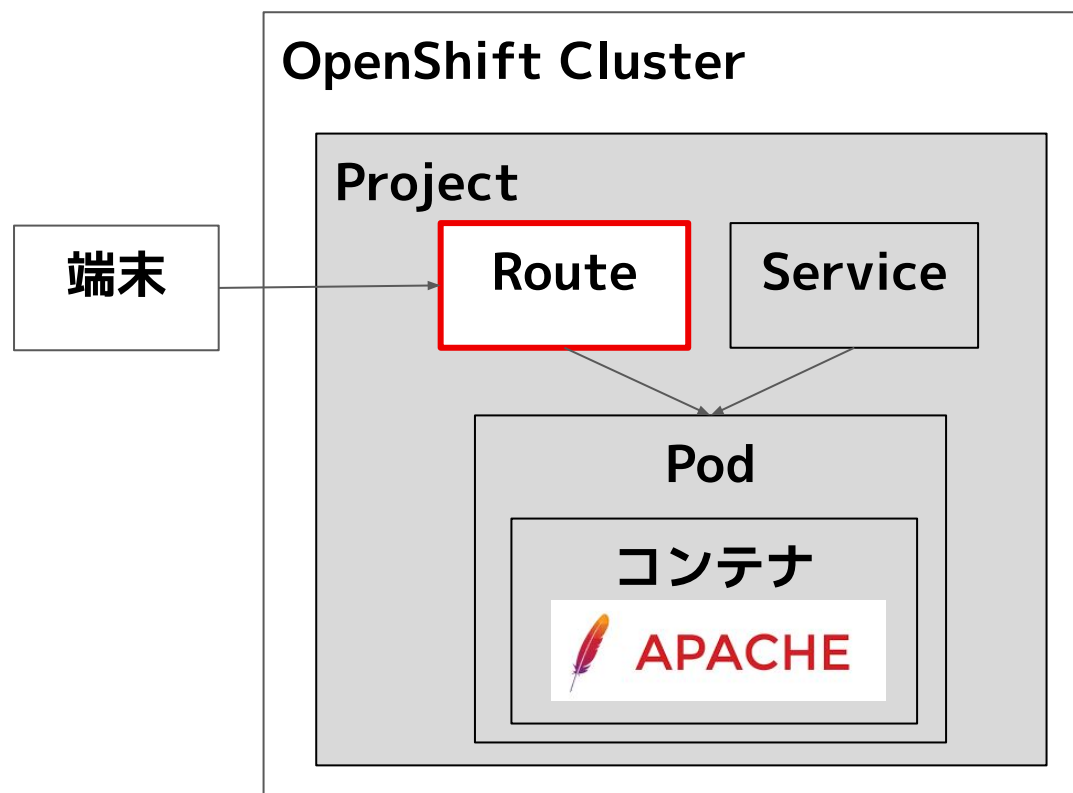 OpenShift Cluster
Project
端末
Route
Service
Pod
コンテナ
APACHE